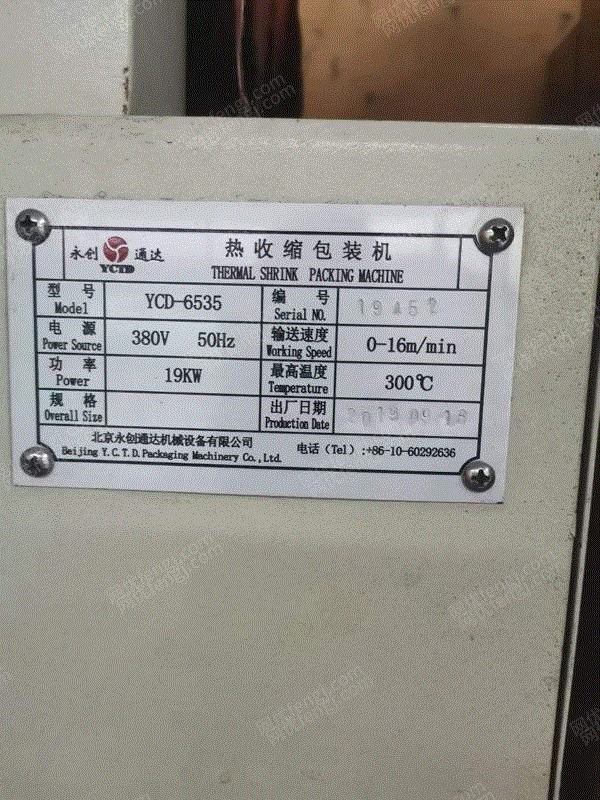 永创 YCTD 通达
热收缩包装机
THERMAL SHRINK PACKING MACHINE
型号 Model YCD-6535
编号 Serial NO. 19452
电源 Power Source 380V 50Hz
输送速度 Working Speed 0-16m/min
功率 Power 19KW
最高温度 Temperature 300℃
规格 Overall Size
出厂日期 Production Date 2019 09 16
北京永创通达机械设备有限公司
Beijing Y.C.T.D.Packaging Machinery Co.,Ltd.
电话（Tel）:+86-10-60292636